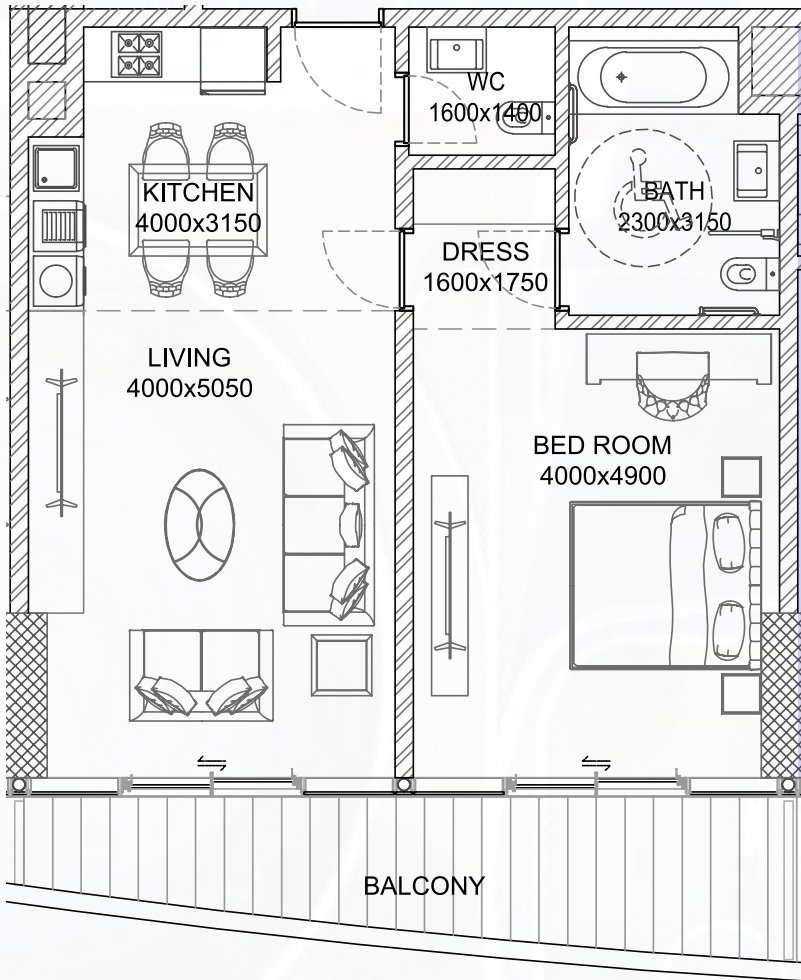 WC
1600x1400
KITCHEN
4000x3150
BATH
2300x3150
DRESS
1600x1750
LIVING
4000x5050
BED ROOM
4000x4900
BALCONY